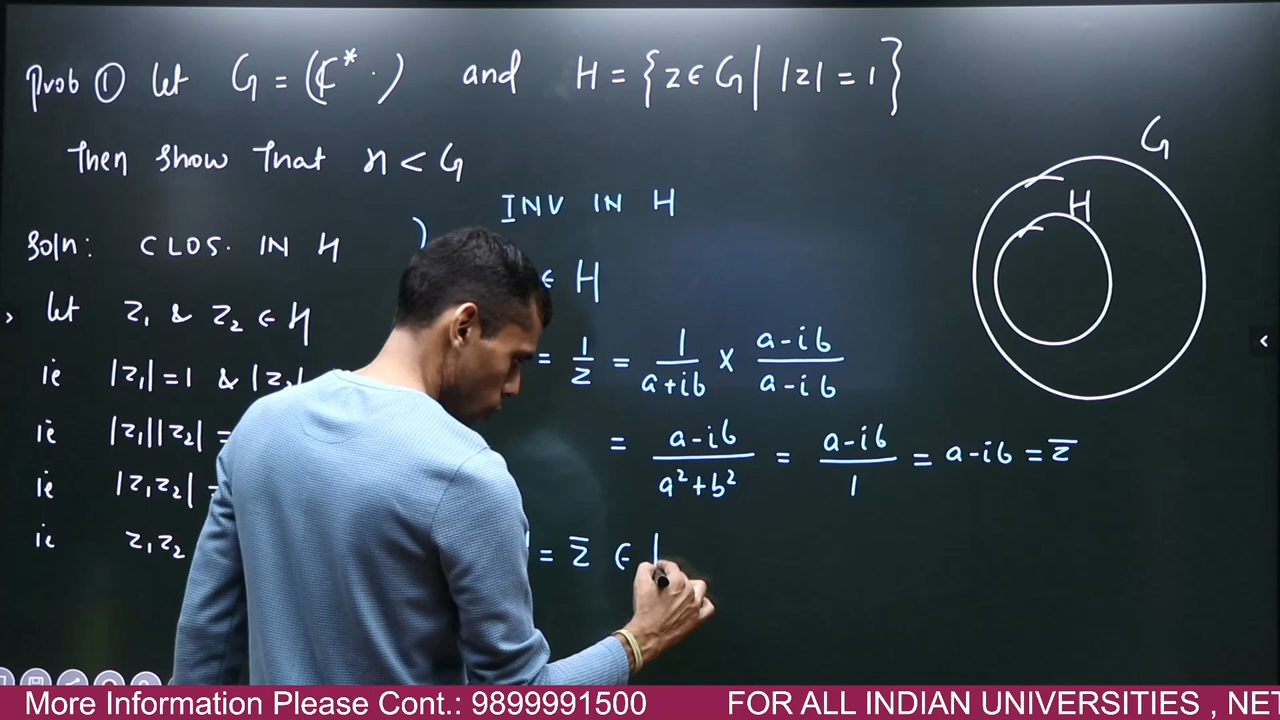 Prob ① Let G = (ℂ* ·) and H = {z ∈ G | |z| = 1}
Then show that H < G
G
H
Soln: CLOS. IN H
Let z₁ & z₂ ∈ H
ie |z₁| = 1 & |z₂|
ie |z₁||z₂| =
ie |z₁z₂| =
ie z₁z₂
INV IN H
∈ H
= 1/z = 1/(a+ib) × (a-ib)/(a-ib)
= (a-ib)/(a²+b²) = (a-ib)/1 = a-ib = z̄
= z̄ ∈
More Information Please Cont.: 9899991500 FOR ALL INDIAN UNIVERSITIES , NET